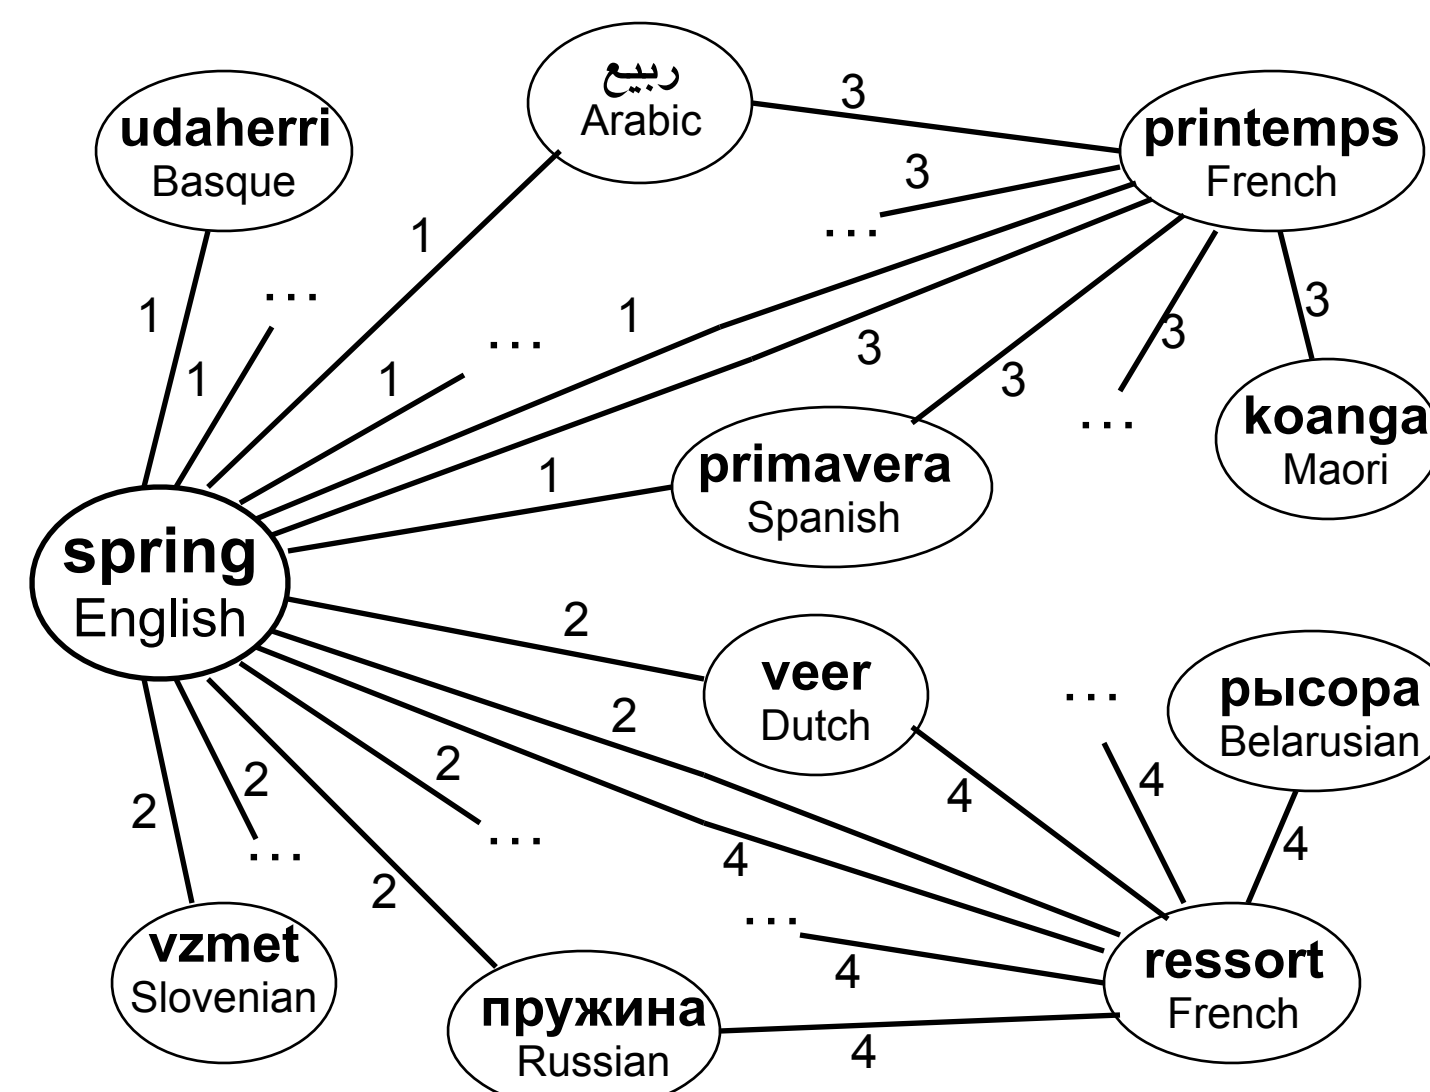 ربيع
Arabic
3
printemps
French
udaherri
Basque
3
...
1
...
1
1
3
3
...
1
1
...
3
3
...
koanga
Maori
primavera
Spanish
1
spring
English
2
veer
Dutch
...
рысора
Belarusian
2
2
2
4
4
2
...
...
4
4
2
...
vzmet
Slovenian
4
ressort
French
пружина
Russian
4